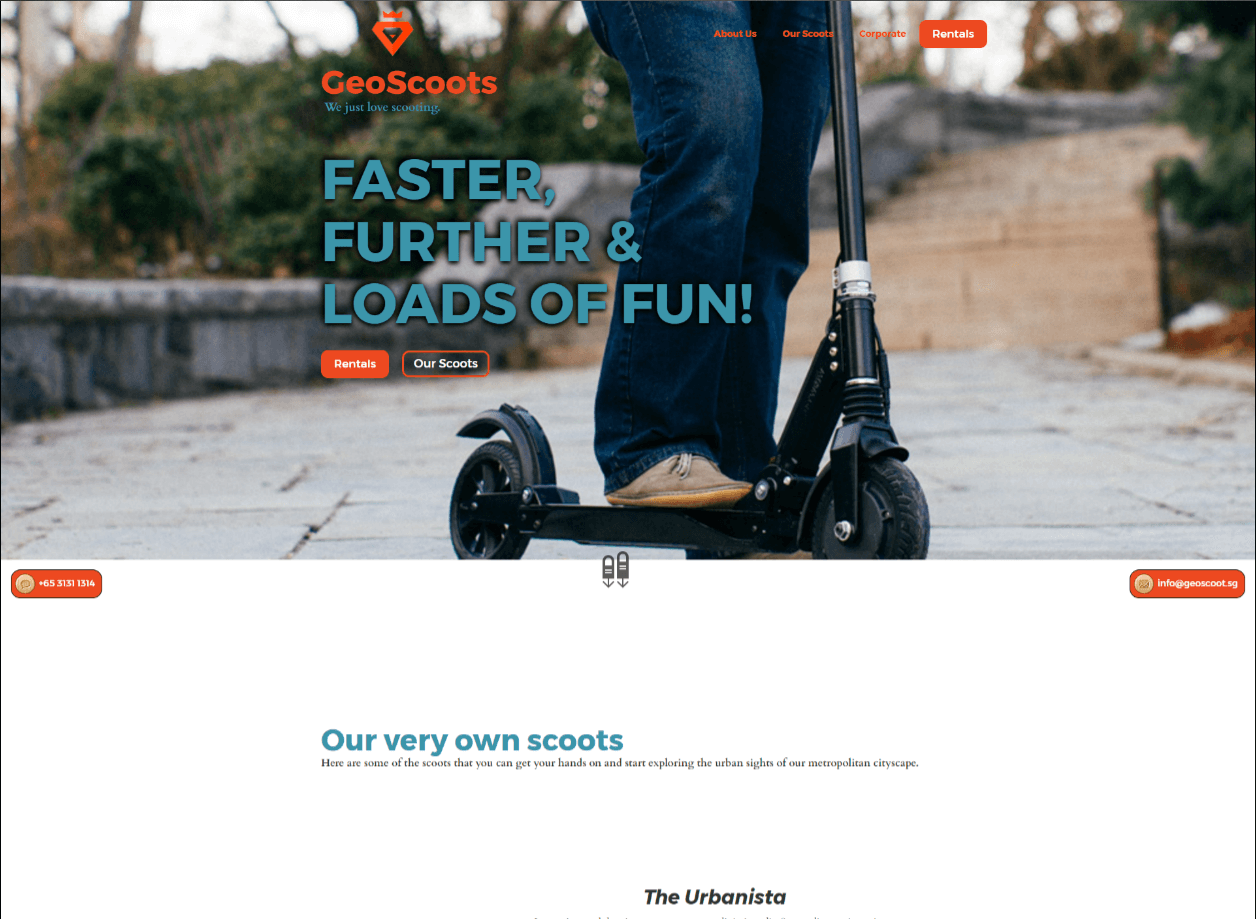 About Us
Our Scoots
Corporate
Rentals
GeoScoots
We just love scooting.
FASTER,
FURTHER &
LOADS OF FUN!
Rentals
Our Scoots
+65 3131 1314
info@geoscoot.sg
Our very own scoots
Here are some of the scoots that you can get your hands on and start exploring the urban sights of our metropolitan cityscape.
The Urbanista